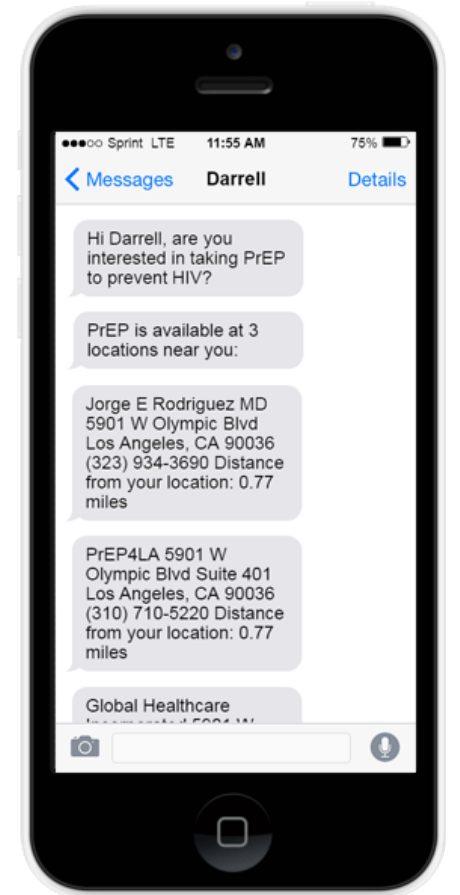 Sprint LTE 11:55 AM 75%
Messages Darrell Details
Hi Darrell, are you
interested in taking PrEP
to prevent HIV?
PrEP is available at 3
locations near you:
Jorge E Rodriguez MD
5901 W Olympic Blvd
Los Angeles, CA 90036
(323) 934-3690 Distance
from your location: 0.77
miles
PrEP4LA 5901 W
Olympic Blvd Suite 401
Los Angeles, CA 90036
(310) 710-5220 Distance
from your location: 0.77
miles
Global Healthcare